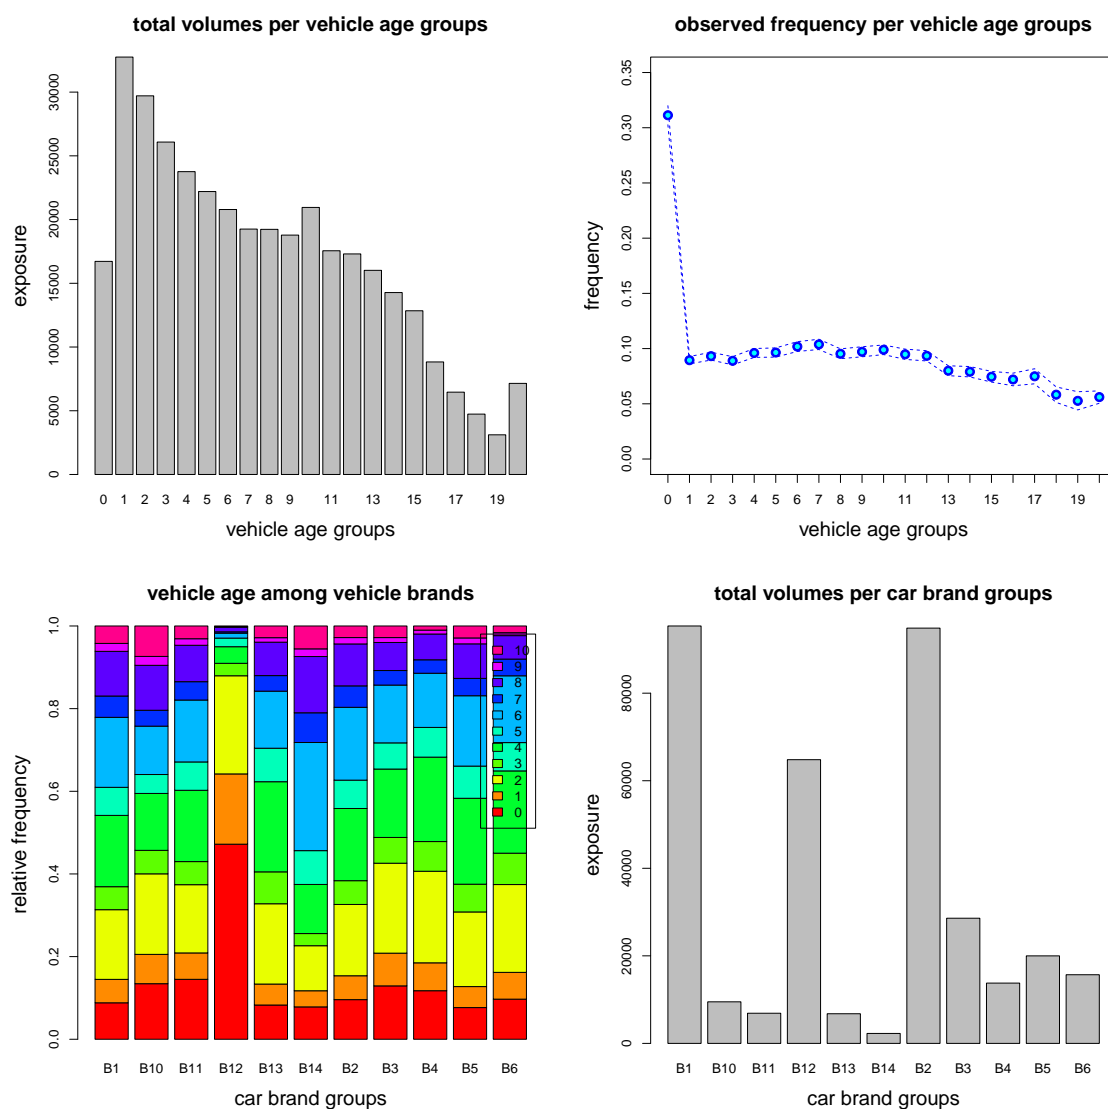 total volumes per vehicle age groups
exposure
0 5000 10000 15000 20000 25000 30000
0 1 2 3 4 5 6 7 8 9 11 13 15 17 19
vehicle age groups
observed frequency per vehicle age groups
frequency
0.00 0.05 0.10 0.15 0.20 0.25 0.30 0.35
0 1 2 3 4 5 6 7 8 9 11 13 15 17 19
vehicle age groups
vehicle age among vehicle brands
relative frequency
0.0 0.2 0.4 0.6 0.8 1.0
10
9
8
7
6
5
4
3
2
1
0
B1 B10 B11 B12 B13 B14 B2 B3 B4 B5 B6
car brand groups
total volumes per car brand groups
exposure
0 20000 40000 60000 80000
B1 B10 B11 B12 B13 B14 B2 B3 B4 B5 B6
car brand groups